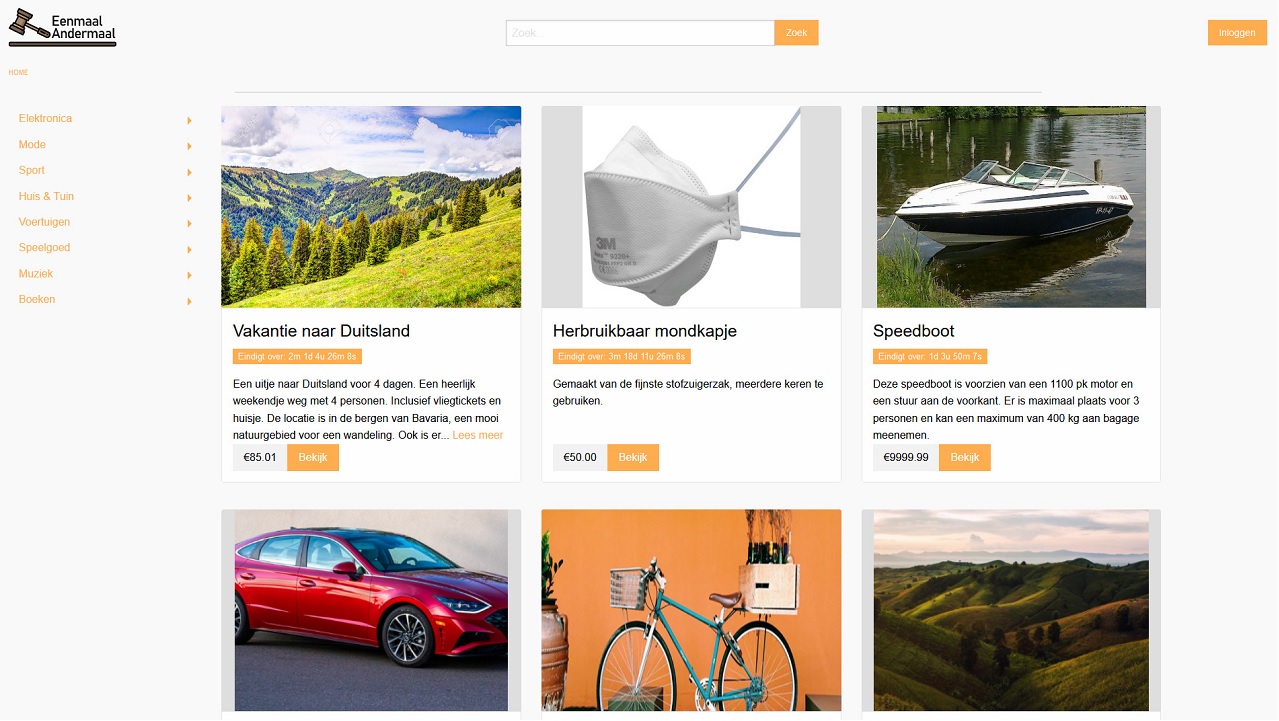 Eenmaal
Andermaal
Zoek...
Zoek
Inloggen
HOME
Elektronica
Mode
Sport
Huis & Tuin
Voertuigen
Speelgoed
Muziek
Boeken
3M
9320+
Vakantie naar Duitsland
Eindigt over: 2m 1d 4u 26m 8s
Een uitje naar Duitsland voor 4 dagen. Een heerlijk
weekendje weg met 4 personen. Inclusief vliegtickets en
huisje. De locatie is in de bergen van Bavaria, een mooi
natuurgebied voor een wandeling. Ook is er... Lees meer
€85.01
Bekijk
Herbruikbaar mondkapje
Eindigt over: 3m 18d 11u 26m 8s
Gemaakt van de fijnste stofzuigerzak, meerdere keren te
gebruiken.
€50.00
Bekijk
Speedboot
Eindigt over: 1d 3u 50m 7s
Deze speedboot is voorzien van een 1100 pk motor en
een stuur aan de voorkant. Er is maximaal plaats voor 3
personen en kan een maximum van 400 kg aan bagage
meenemen.
€9999.99
Bekijk